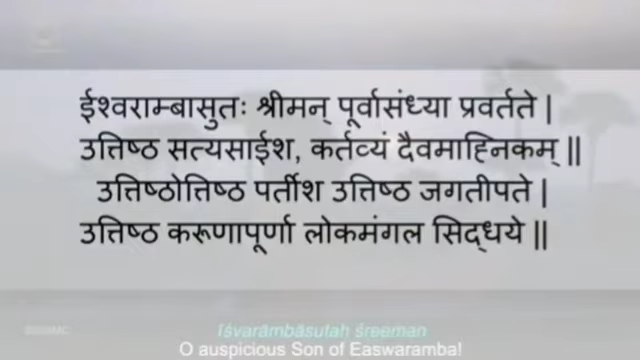 ईश्वराम्बासुतः श्रीमन् पूर्वासंध्या प्रवर्तते |
उत्तिष्ठ सत्यसाईश, कर्तव्यं दैवमाह्निकम् ||
उत्तिष्ठोत्तिष्ठ पर्तीश उत्तिष्ठ जगतीपते |
उत्तिष्ठ करूणापूर्णा लोकमंगल सिद्धये ||
Iśvarāmbāsutah śreeman
O auspicious Son of Easwaramba!